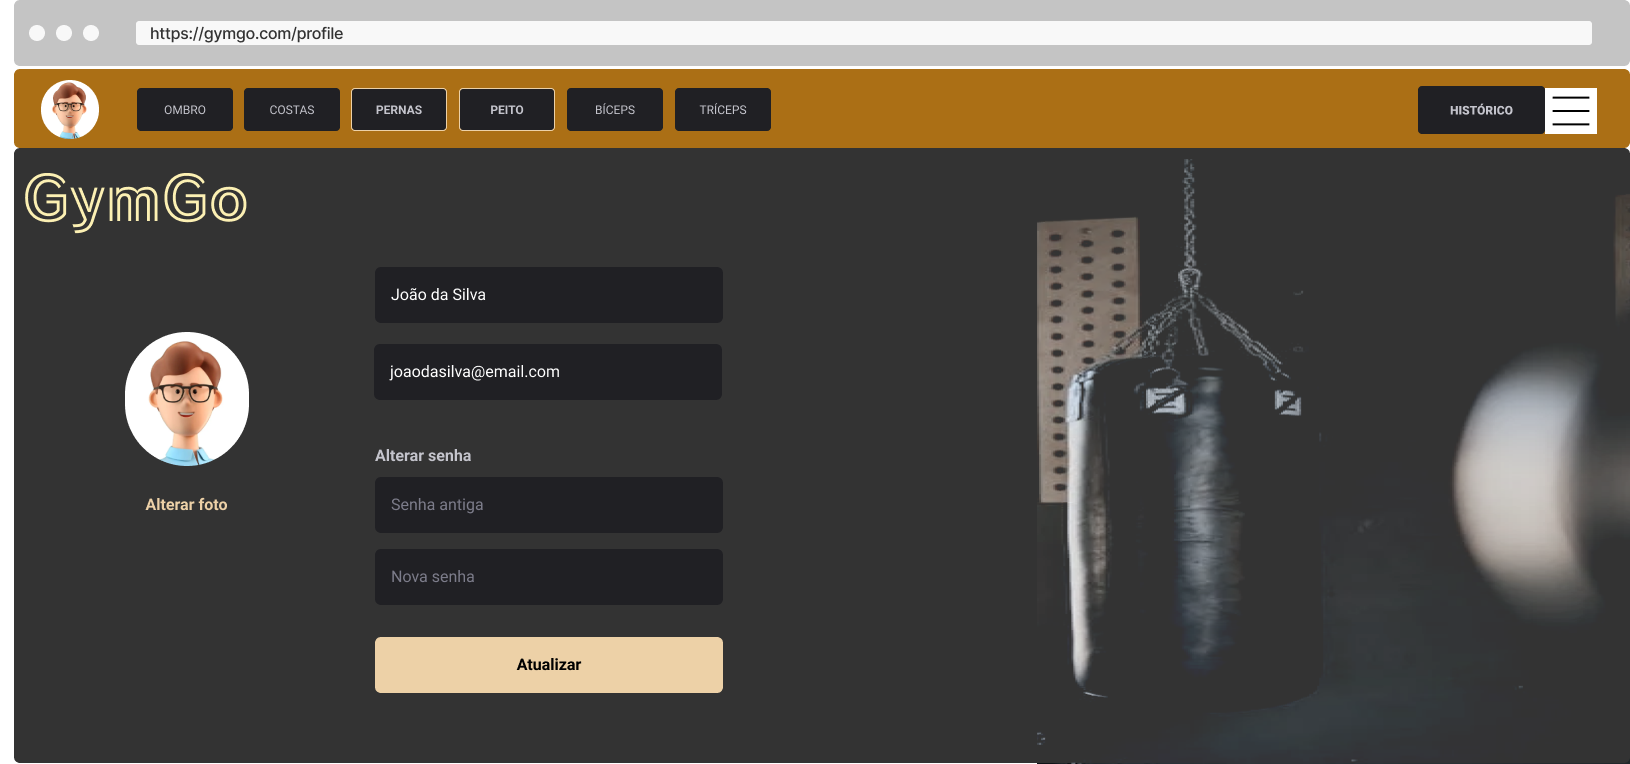 https://gymgo.com/profile
OMBRO
COSTAS
PERNAS
PEITO
BÍCEPS
TRÍCEPS
HISTÓRICO
GymGo
João da Silva
joaodasilva@email.com
Alterar foto
Alterar senha
Senha antiga
Nova senha
Atualizar